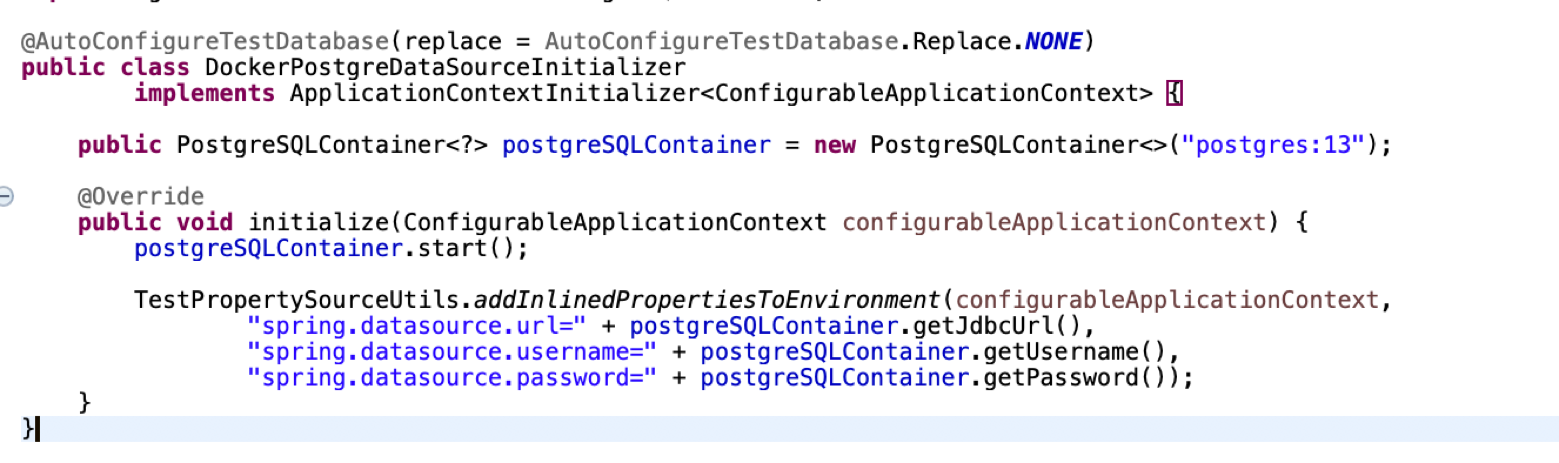 @AutoConfigureTestDatabase(replace = AutoConfigureTestDatabase.Replace.NONE)
public class DockerPostgreDataSourceInitializer
        implements ApplicationContextInitializer<ConfigurableApplicationContext> {

    public PostgreSQLContainer<?> postgreSQLContainer = new PostgreSQLContainer<>("postgres:13");

    @Override
    public void initialize(ConfigurableApplicationContext configurableApplicationContext) {
        postgreSQLContainer.start();

        TestPropertySourceUtils.addInlinedPropertiesToEnvironment(configurableApplicationContext,
                "spring.datasource.url=" + postgreSQLContainer.getJdbcUrl(),
                "spring.datasource.username=" + postgreSQLContainer.getUsername(),
                "spring.datasource.password=" + postgreSQLContainer.getPassword());
    }
}